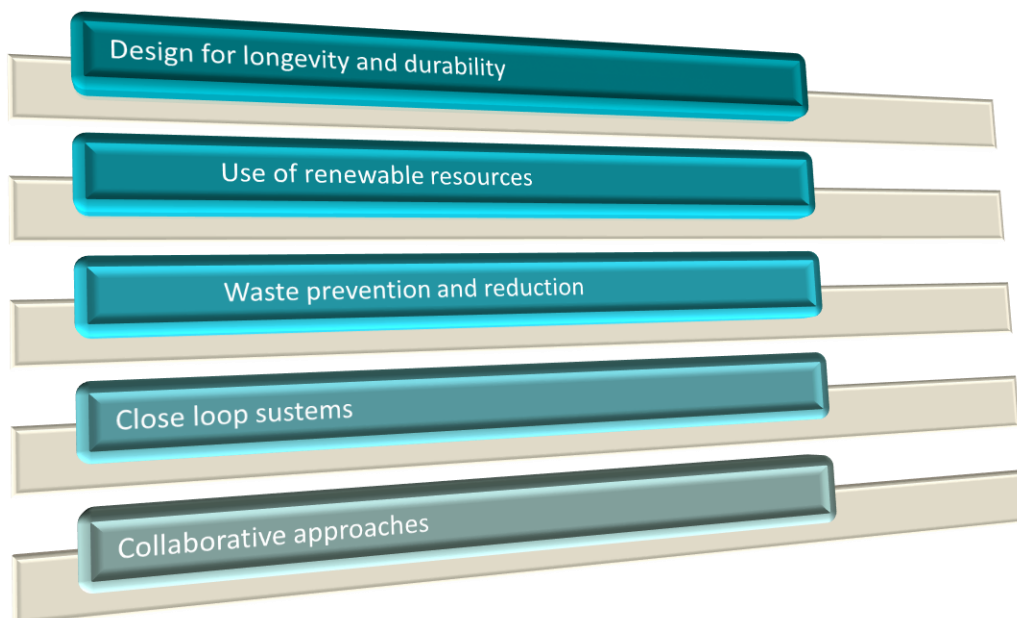 Design for longevity and durability
Use of renewable resources
Waste prevention and reduction
Close loop sustems
Collaborative approaches